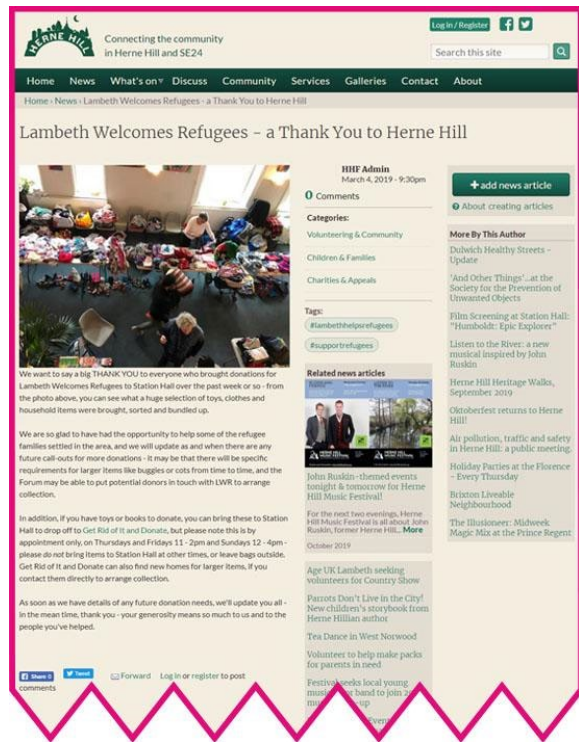 HERNE HILL
Connecting the community
in Herne Hill and SE24
Log in / Register
Search this site
Home News What's on Discuss Community Services Galleries Contact About
Home › News › Lambeth Welcomes Refugees - a Thank You to Herne Hill
Lambeth Welcomes Refugees - a Thank You to Herne Hill
We want to say a big THANK YOU to everyone who brought donations for
Lambeth Welcomes Refugees to Station Hall over the past week or so - from
the photo above, you can see what a huge selection of toys, clothes and
household items were brought, sorted and bundled up.
We are so glad to have had the opportunity to help some of the refugee
families settled in the area, and we will update as and when there are any
future call-outs for more donations - it may be that there will be specific
requirements for larger items like buggies or cots from time to time, and the
Forum may be able to put potential donors in touch with LWR to arrange
collection.
In addition, if you have toys or books to donate, you can bring these to Station
Hall to drop off to Get Rid of It and Donate, but please note this is by
appointment only, on Thursdays and Fridays 11 - 2pm and Sundays 12 - 4pm -
please do not bring items to Station Hall at other times, or leave bags outside.
Get Rid of It and Donate can also find new homes for larger items, if you
contact them directly to arrange collection.
As soon as we have details of any future donation needs, we'll update you all -
in the mean time, thank you - your generosity means so much to us and to the
people you've helped.
Share 0 Tweet Forward Log in or register to post
comments
HHF Admin
March 4, 2019 - 9:30pm
0 Comments
Categories:
Volunteering & Community
Children & Families
Charities & Appeals
Tags:
#lambethhelpsrefugees
#supportrefugees
Related news articles
HERNE HILL
MUSIC FESTIVAL
HERNE HILL
MUSIC FESTIVAL
John Ruskin-themed events
tonight & tomorrow for Herne
Hill Music Festival!
For the next two evenings, Herne
Hill Music Festival is all about John
Ruskin, former Herne Hill... More
October 2019
Age UK Lambeth seeking
volunteers for Country Show
Parrots Don't Live in the City!
New children's storybook from
Herne Hillian author
Tea Dance in West Norwood
Volunteer to help make packs
for parents in need
Festival seeks local young
or band to join
+ add news article
About creating articles
More By This Author
Dulwich Healthy Streets -
Update
'And Other Things'...at the
Society for the Prevention of
Unwanted Objects
Film Screening at Station Hall:
"Humboldt: Epic Explorer"
Listen to the River: a new
musical inspired by John
Ruskin
Herne Hill Heritage Walks,
September 2019
Oktoberfest returns to Herne
Hill!
Air pollution, traffic and safety
in Herne Hill: a public meeting.
Holiday Parties at the Florence
- Every Thursday
Brixton Liveable
Neighbourhood
The Illusioneer: Midweek
Magic Mix at the Prince Regent